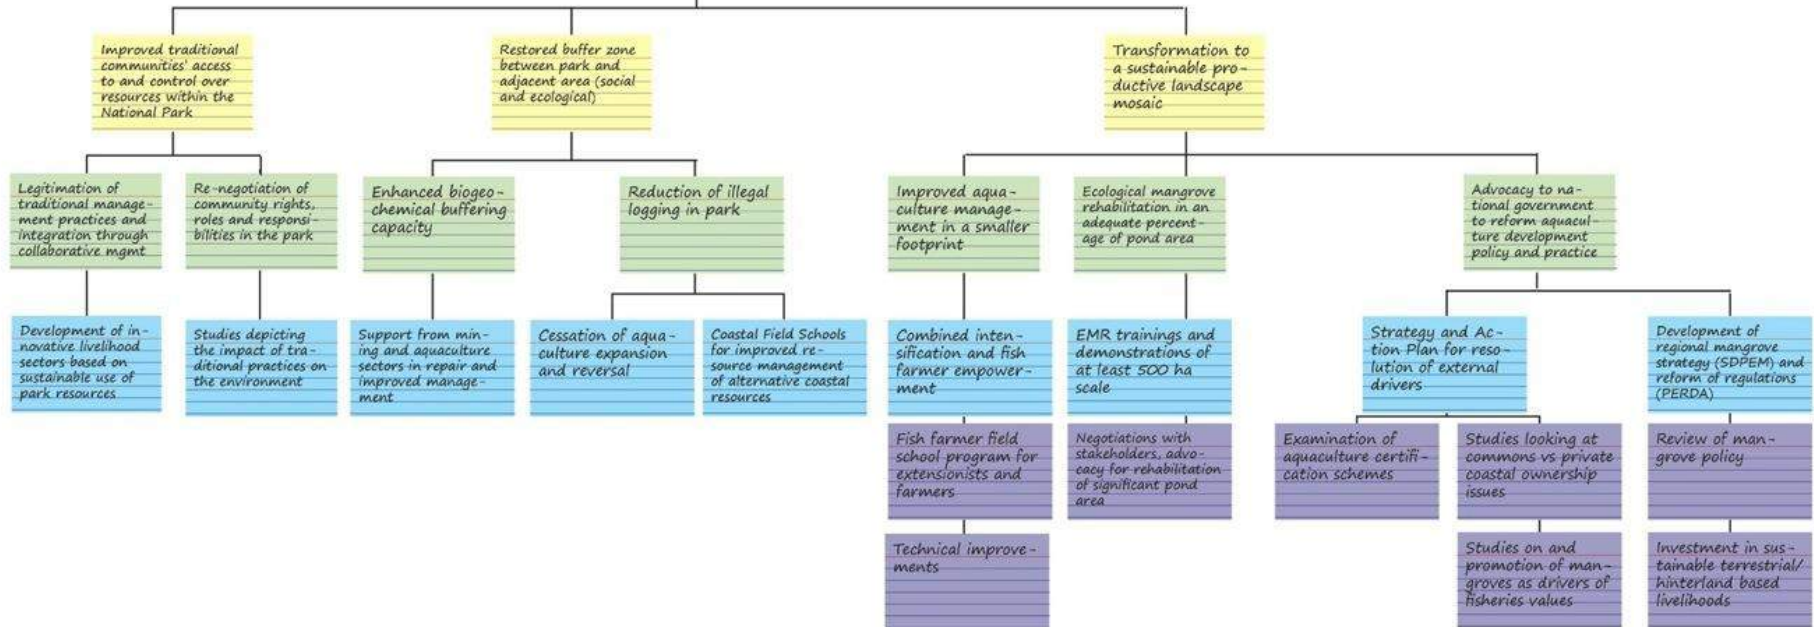 Improved traditional
communities' access
to and control over
resources within the
National Park
Restored buffer zone
between park and
adjacent area (social
and ecological)
Transformation to
a sustainable pro-
ductive landscape
mosaic
Legitimation of
traditional manage-
ment practices and
integration through
collaborative mgmt
Re-negotiation of
community rights,
roles and responsi-
bilities in the park
Enhanced biogeo-
chemical buffering
capacity
Reduction of illegal
logging in park
Improved aqua-
culture manage-
ment in a smaller
footprint
Ecological mangrove
rehabilitation in an
adequate percent-
age of pond area
Advocacy to na-
tional government
to reform aquacul-
ture development
policy and practice
Development of in-
novative livelihood
sectors based on
sustainable use of
park resources
Studies depicting
the impact of tra-
ditional practices on
the environment
Support from min-
ing and aquaculture
sectors in repair and
improved manage-
ment
Cessation of aqua-
culture expansion
and reversal
Coastal Field Schools
for improved re-
source management
of alternative coastal
resources
Combined inten-
sification and fish
farmer empower-
ment
EMR trainings and
demonstrations of
at least 500 ha
scale
Strategy and Ac-
tion Plan for reso-
lution of external
drivers
Development of
regional mangrove
strategy (SDPEM) and
reform of regulations
(PERDA)
Fish farmer field
school program for
extensionists and
farmers
Negotiations with
stakeholders, advo-
cacy for rehabilitation
of significant pond
area
Examination of
aquaculture certifi-
cation schemes
Studies looking at
commons vs private
coastal ownership
issues
Review of man-
grove policy
Technical improve-
ments
Studies on and
promotion of man-
groves as drivers of
fisheries values
Investment in sus-
tainable terrestrial/
hinterland based
livelihoods